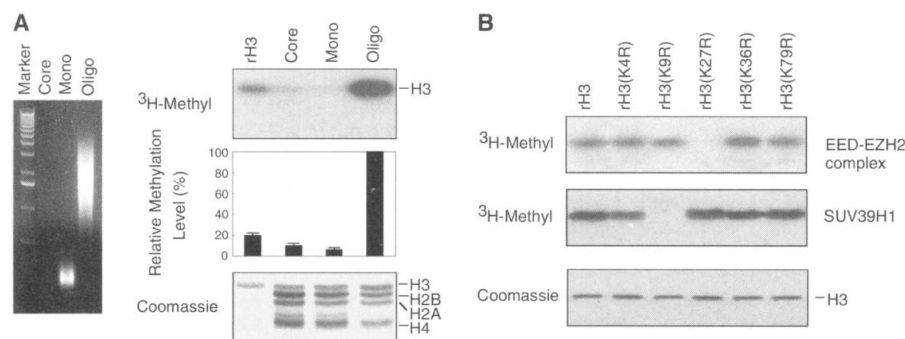 A
Marker
Core
Mono
Oligo
rH3
Core
Mono
Oligo
³H-Methyl
H3
Relative Methylation
Level (%)
100
80
60
40
20
0
Coomassie
H3
H2B
H2A
H4
B
rH3
rH3(K4R)
rH3(K9R)
rH3(K27R)
rH3(K36R)
rH3(K79R)
³H-Methyl
EED-EZH2
complex
³H-Methyl
SUV39H1
Coomassie
H3